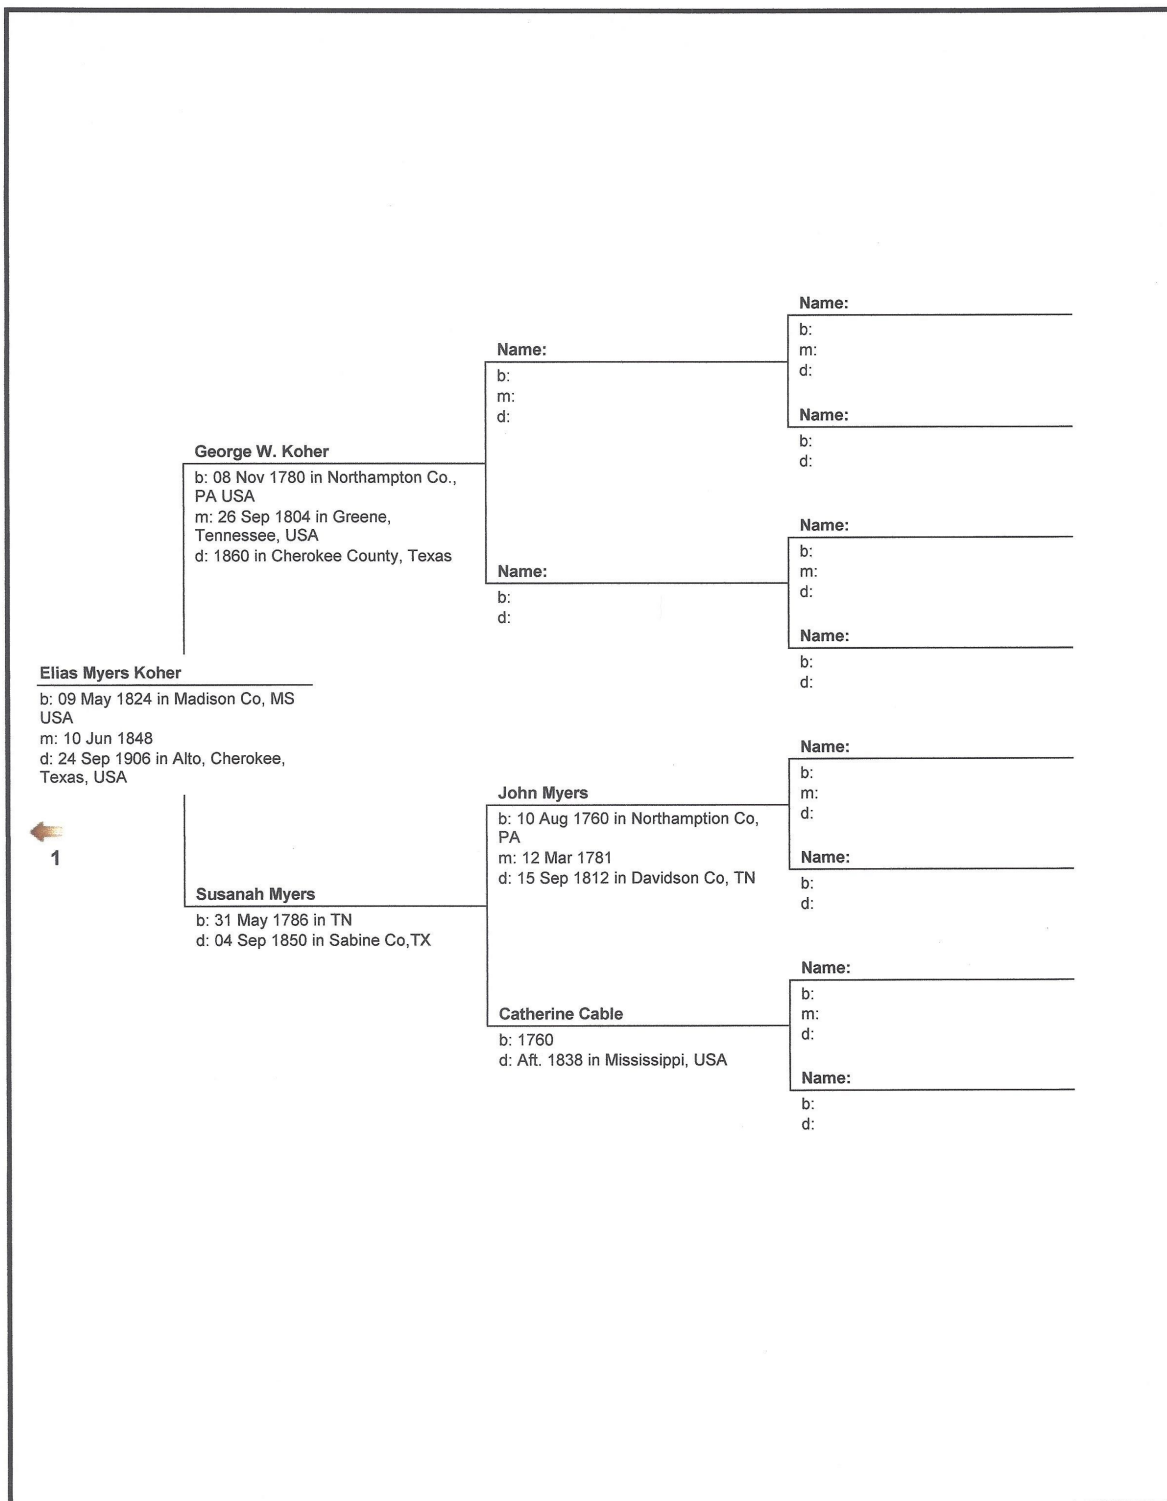 Name:
b:
m:
d:
Name:
b:
m:
d:
Name:
b:
d:
George W. Koher
b: 08 Nov 1780 in Northampton Co.,
PA USA
m: 26 Sep 1804 in Greene,
Tennessee, USA
d: 1860 in Cherokee County, Texas
Name:
b:
m:
d:
Name:
b:
d:
Name:
b:
d:
Elias Myers Koher
b: 09 May 1824 in Madison Co, MS
USA
m: 10 Jun 1848
d: 24 Sep 1906 in Alto, Cherokee,
Texas, USA
1
Name:
b:
m:
d:
John Myers
b: 10 Aug 1760 in Northamption Co,
PA
m: 12 Mar 1781
d: 15 Sep 1812 in Davidson Co, TN
Name:
b:
d:
Susanah Myers
b: 31 May 1786 in TN
d: 04 Sep 1850 in Sabine Co,TX
Name:
b:
m:
d:
Catherine Cable
b: 1760
d: Aft. 1838 in Mississippi, USA
Name:
b:
d: